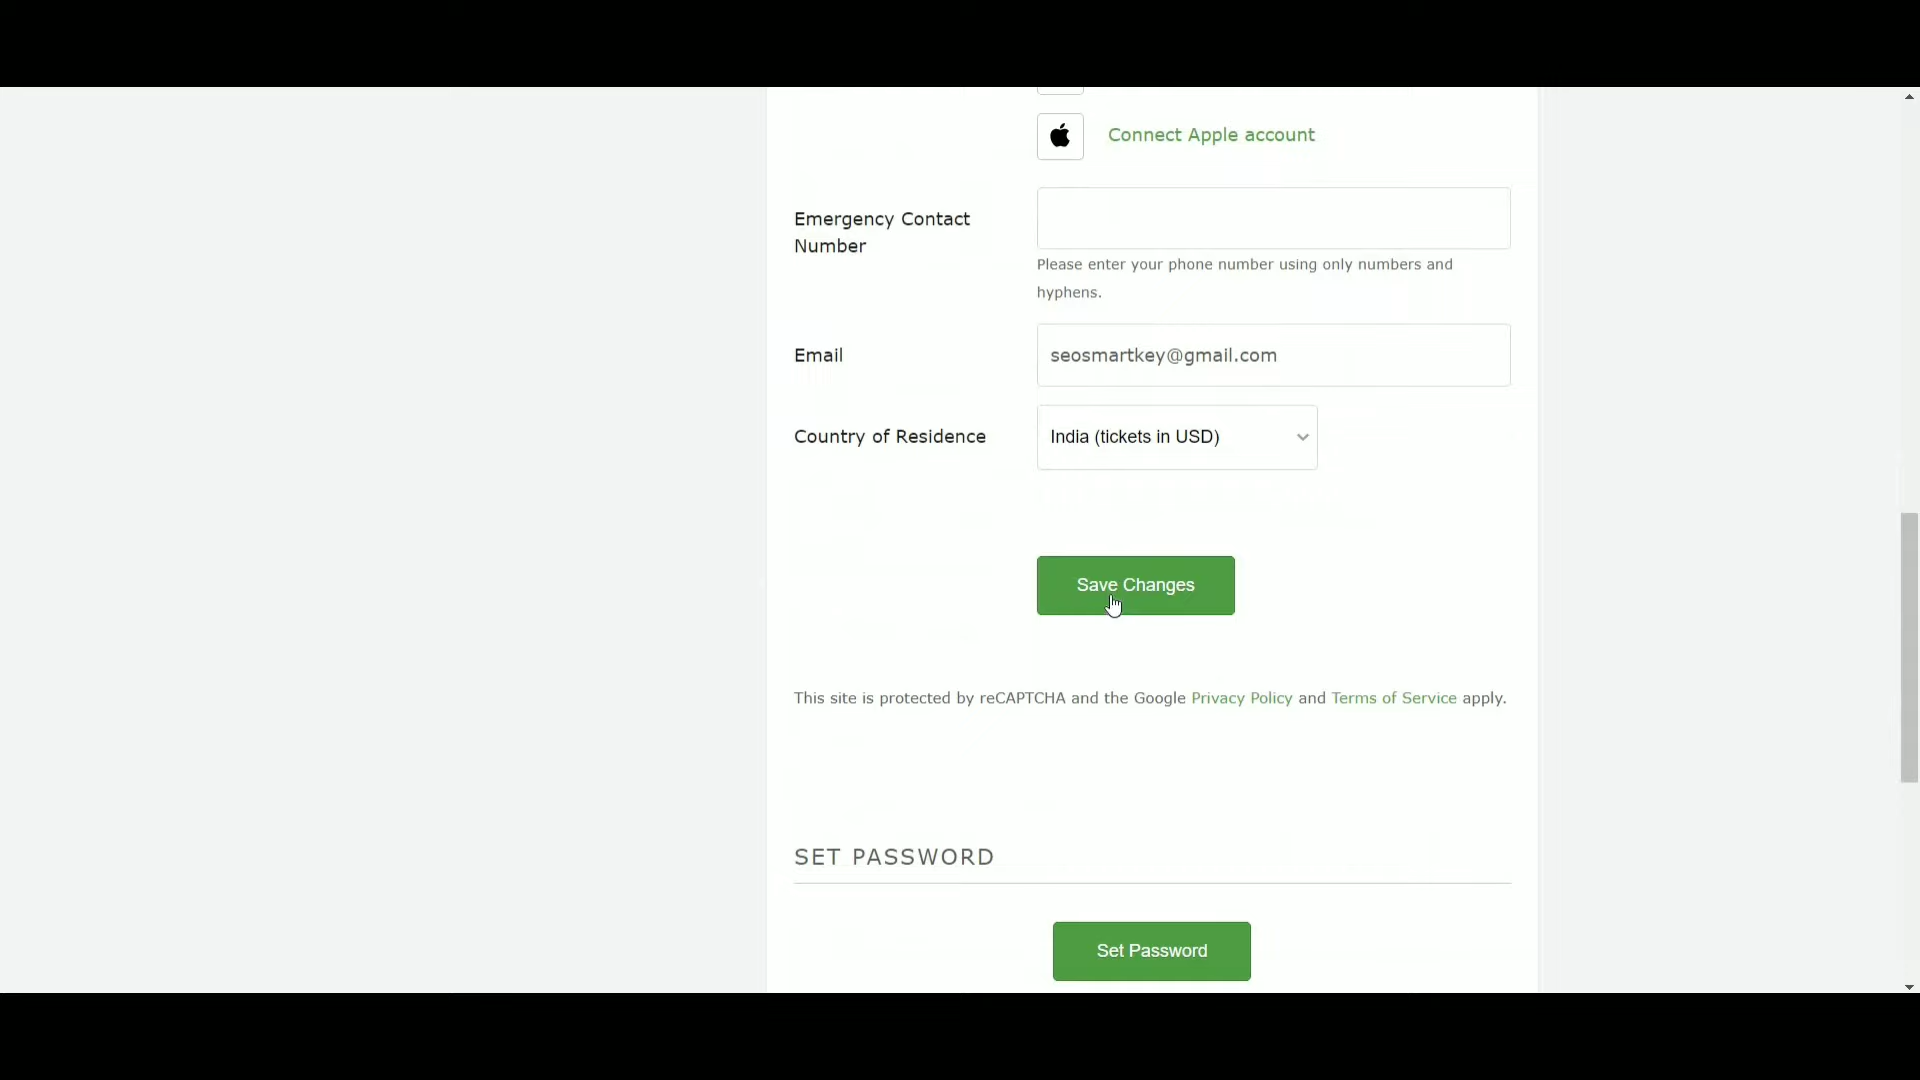 Connect Apple account
Emergency Contact
Number
Please enter your phone number using only numbers and
hyphens.
Email
seosmartkey@gmail.com
Country of Residence
India (tickets in USD)
Save Changes
This site is protected by reCAPTCHA and the Google Privacy Policy and Terms of Service apply.
SET PASSWORD
Set Password